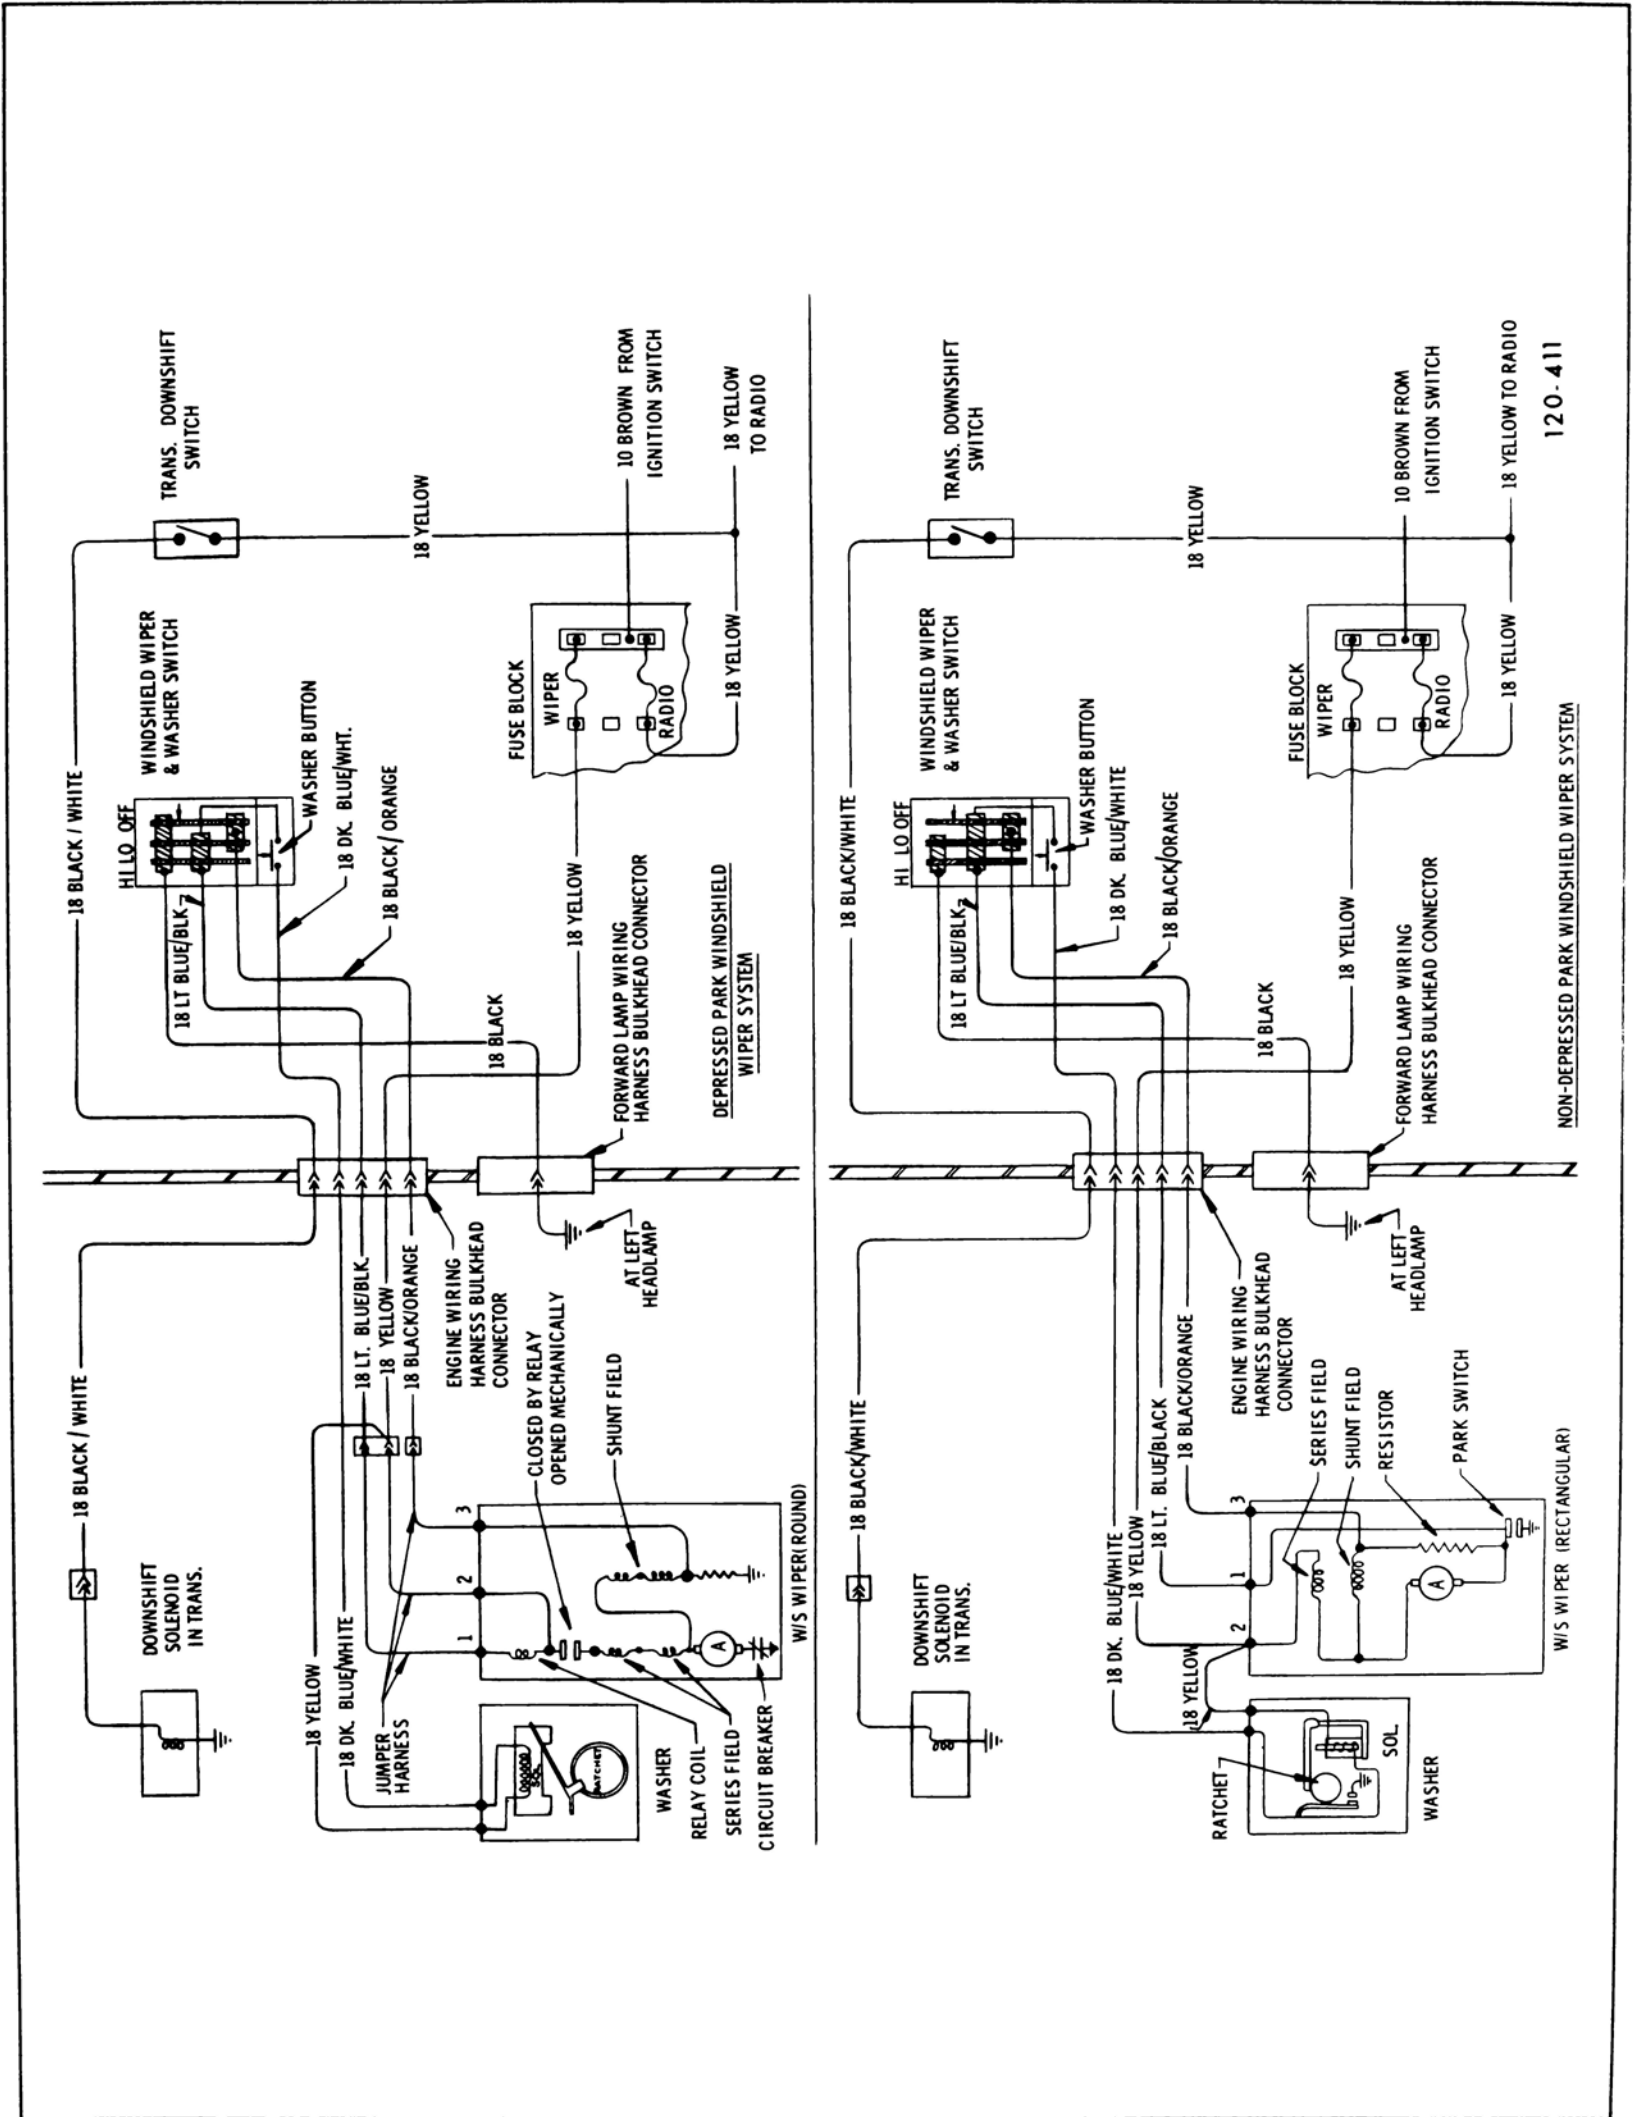 18 BLACK / WHITE
DOWNSHIFT
SOLENOID
IN TRANS.
18 BLACK / WHITE
TRANS. DOWNSHIFT
SWITCH
WINDSHIELD WIPER
& WASHER SWITCH
HI LO OFF
WASHER BUTTON
18 LT BLUE/BLK
18 DK. BLUE/WHT.
18 BLACK/ ORANGE
18 YELLOW
18 YELLOW
18 DK. BLUE/WHITE
18 LT. BLUE/BLK.
18 YELLOW
18 BLACK/ORANGE
JUMPER
HARNESS
ENGINE WIRING
HARNESS BULKHEAD
CONNECTOR
18 BLACK
18 YELLOW
FUSE BLOCK
WIPER
RADIO
10 BROWN FROM
IGNITION SWITCH
18 YELLOW
18 YELLOW
TO RADIO
CLOSED BY RELAY
OPENED MECHANICALLY
SHUNT FIELD
3
2
1
A
SOL.
RATCHET
WASHER
RELAY COIL
SERIES FIELD
CIRCUIT BREAKER
W/S WIPER(ROUND)
AT LEFT
HEADLAMP
FORWARD LAMP WIRING
HARNESS BULKHEAD CONNECTOR
DEPRESSED PARK WINDSHIELD
WIPER SYSTEM
18 BLACK/WHITE
DOWNSHIFT
SOLENOID
IN TRANS.
18 BLACK/WHITE
TRANS. DOWNSHIFT
SWITCH
WINDSHIELD WIPER
& WASHER SWITCH
HI LO OFF
WASHER BUTTON
18 LT BLUE/BLK
18 DK. BLUE/WHITE
18 BLACK/ORANGE
18 YELLOW
18 DK. BLUE/WHITE
18 YELLOW
18 LT. BLUE/BLACK
18 BLACK/ORANGE
18 YELLOW
ENGINE WIRING
HARNESS BULKHEAD
CONNECTOR
18 BLACK
18 YELLOW
FUSE BLOCK
WIPER
RADIO
10 BROWN FROM
IGNITION SWITCH
18 YELLOW
18 YELLOW TO RADIO
RATCHET
SOL.
WASHER
3
1
2
A
SERIES FIELD
SHUNT FIELD
RESISTOR
PARK SWITCH
W/S WIPER (RECTANGULAR)
AT LEFT
HEADLAMP
FORWARD LAMP WIRING
HARNESS BULKHEAD CONNECTOR
NON-DEPRESSED PARK WINDSHIELD WIPER SYSTEM
120-411